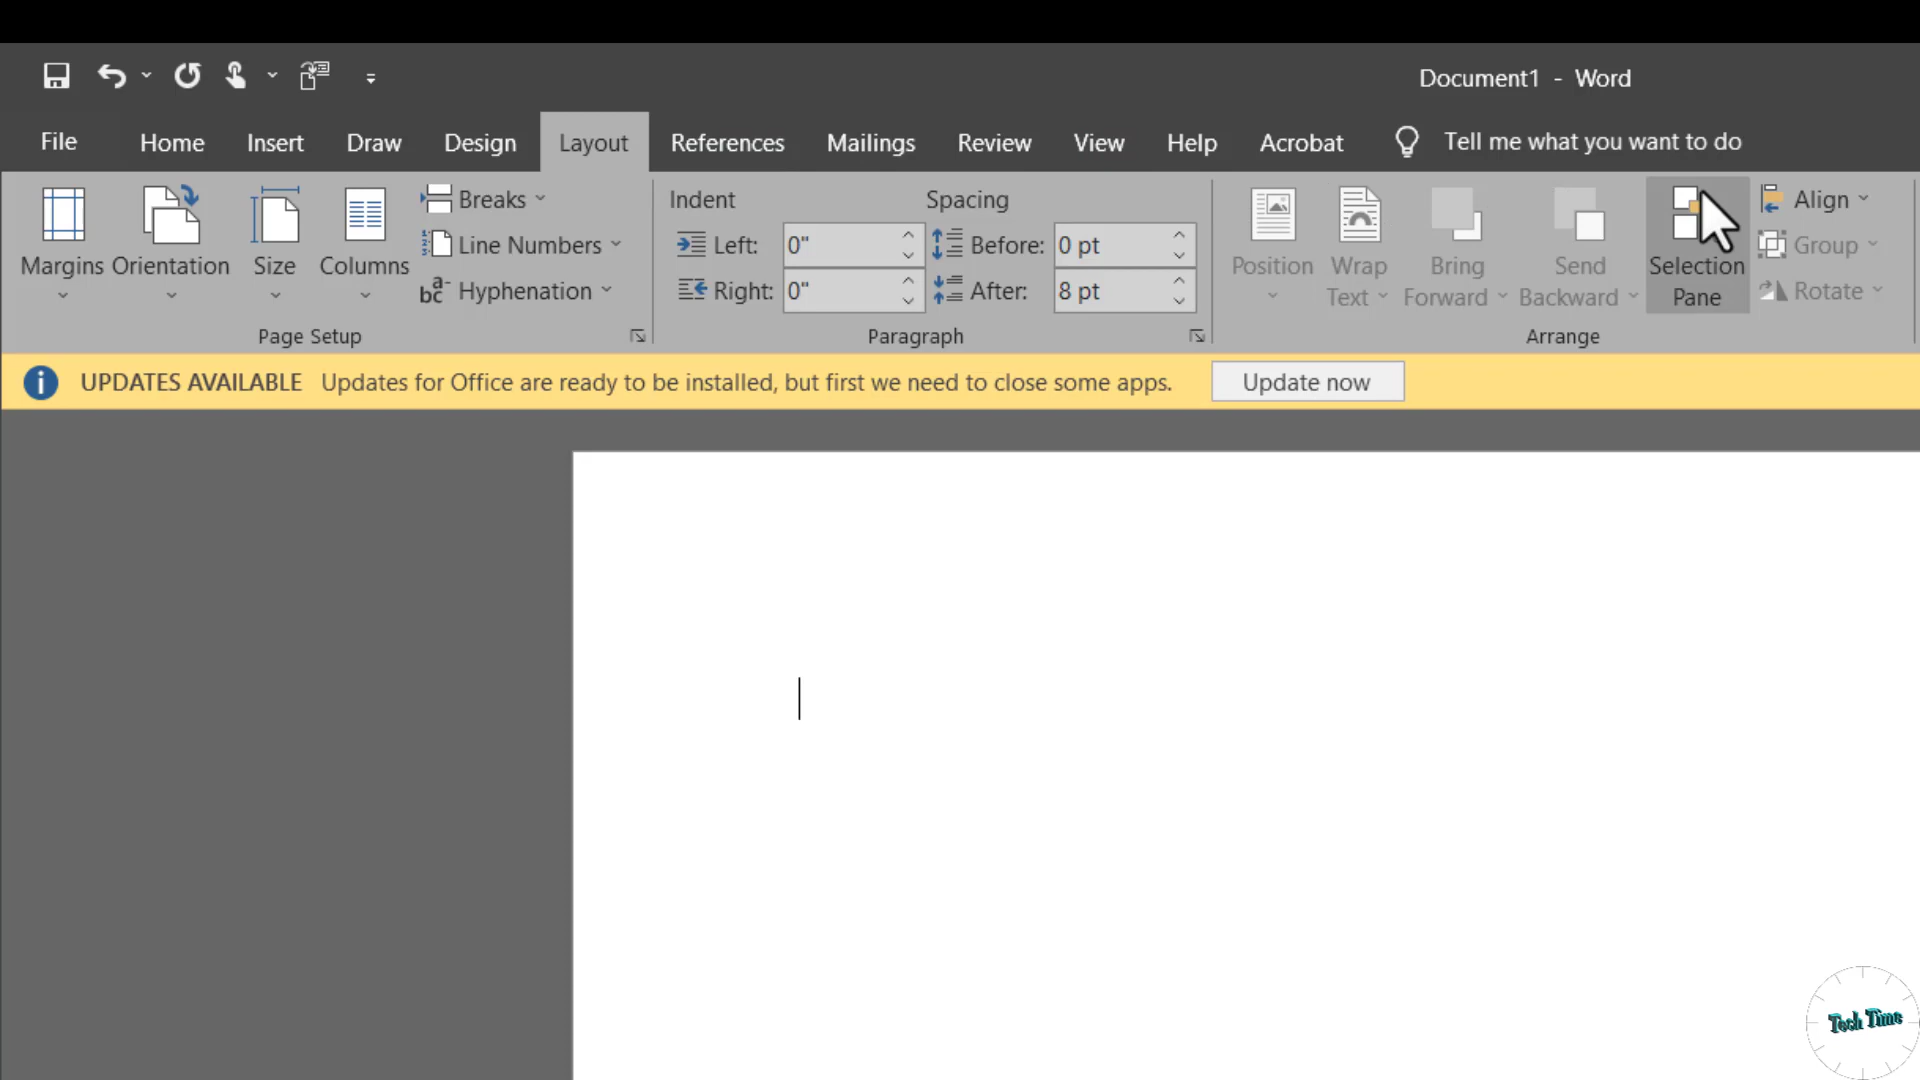 Document1 - Word
File Home Insert Draw Design Layout References Mailings Review View Help Acrobat Tell me what you want to do
Margins
Orientation
Size
Columns
Breaks
Line Numbers
bc a- Hyphenation
Page Setup
Indent
Left: 0"
Right: 0"
Spacing
Before: 0 pt
After: 8 pt
Paragraph
Position
Wrap
Text
Bring
Forward
Send
Backward
Selection
Pane
Align
Group
Rotate
Arrange
UPDATES AVAILABLE Updates for Office are ready to be installed, but first we need to close some apps. Update now
Tech Time